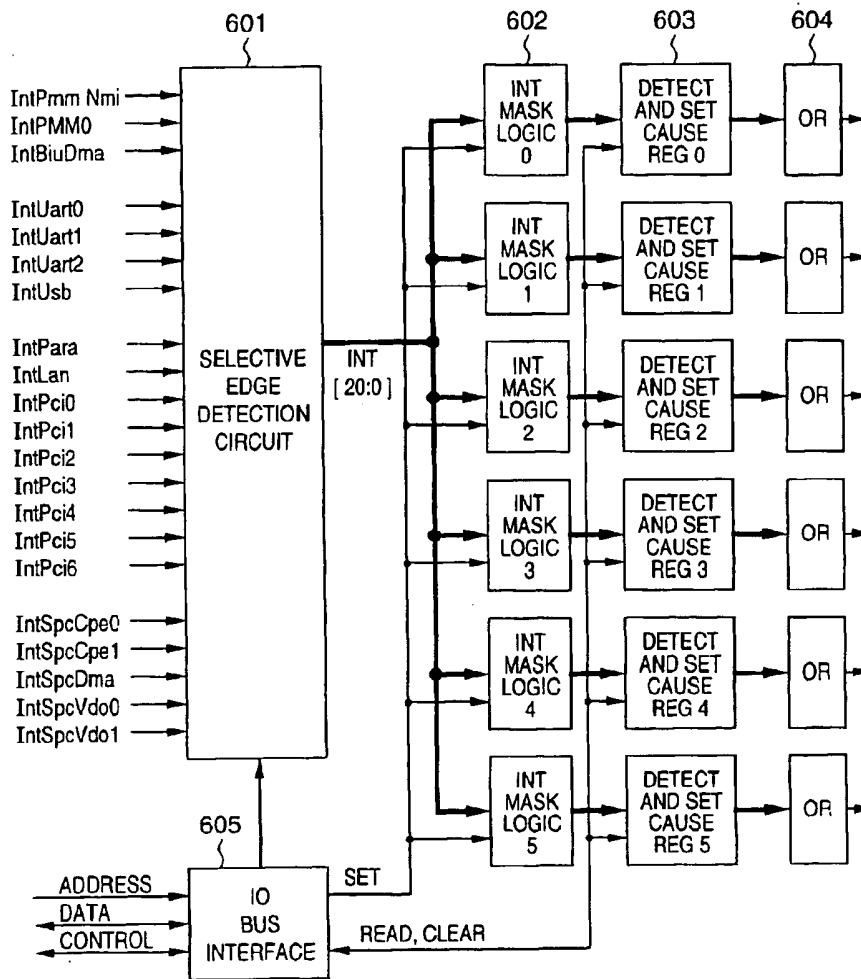 601
602
603
604
IntPmm Nmi
IntPMM0
IntBiuDma
IntUart0
IntUart1
IntUart2
IntUsb
IntPara
IntLan
IntPci0
IntPci1
IntPci2
IntPci3
IntPci4
IntPci5
IntPci6
IntSpcCpe0
IntSpcCpe1
IntSpcDma
IntSpcVdo0
IntSpcVdo1
SELECTIVE
EDGE
DETECTION
CIRCUIT
INT
[ 20:0 ]
INT
MASK
LOGIC
0
DETECT
AND SET
CAUSE
REG 0
OR
INT
MASK
LOGIC
1
DETECT
AND SET
CAUSE
REG 1
OR
INT
MASK
LOGIC
2
DETECT
AND SET
CAUSE
REG 2
OR
INT
MASK
LOGIC
3
DETECT
AND SET
CAUSE
REG 3
OR
INT
MASK
LOGIC
4
DETECT
AND SET
CAUSE
REG 4
OR
INT
MASK
LOGIC
5
DETECT
AND SET
CAUSE
REG 5
OR
605
ADDRESS
DATA
CONTROL
IO
BUS
INTERFACE
SET
READ, CLEAR